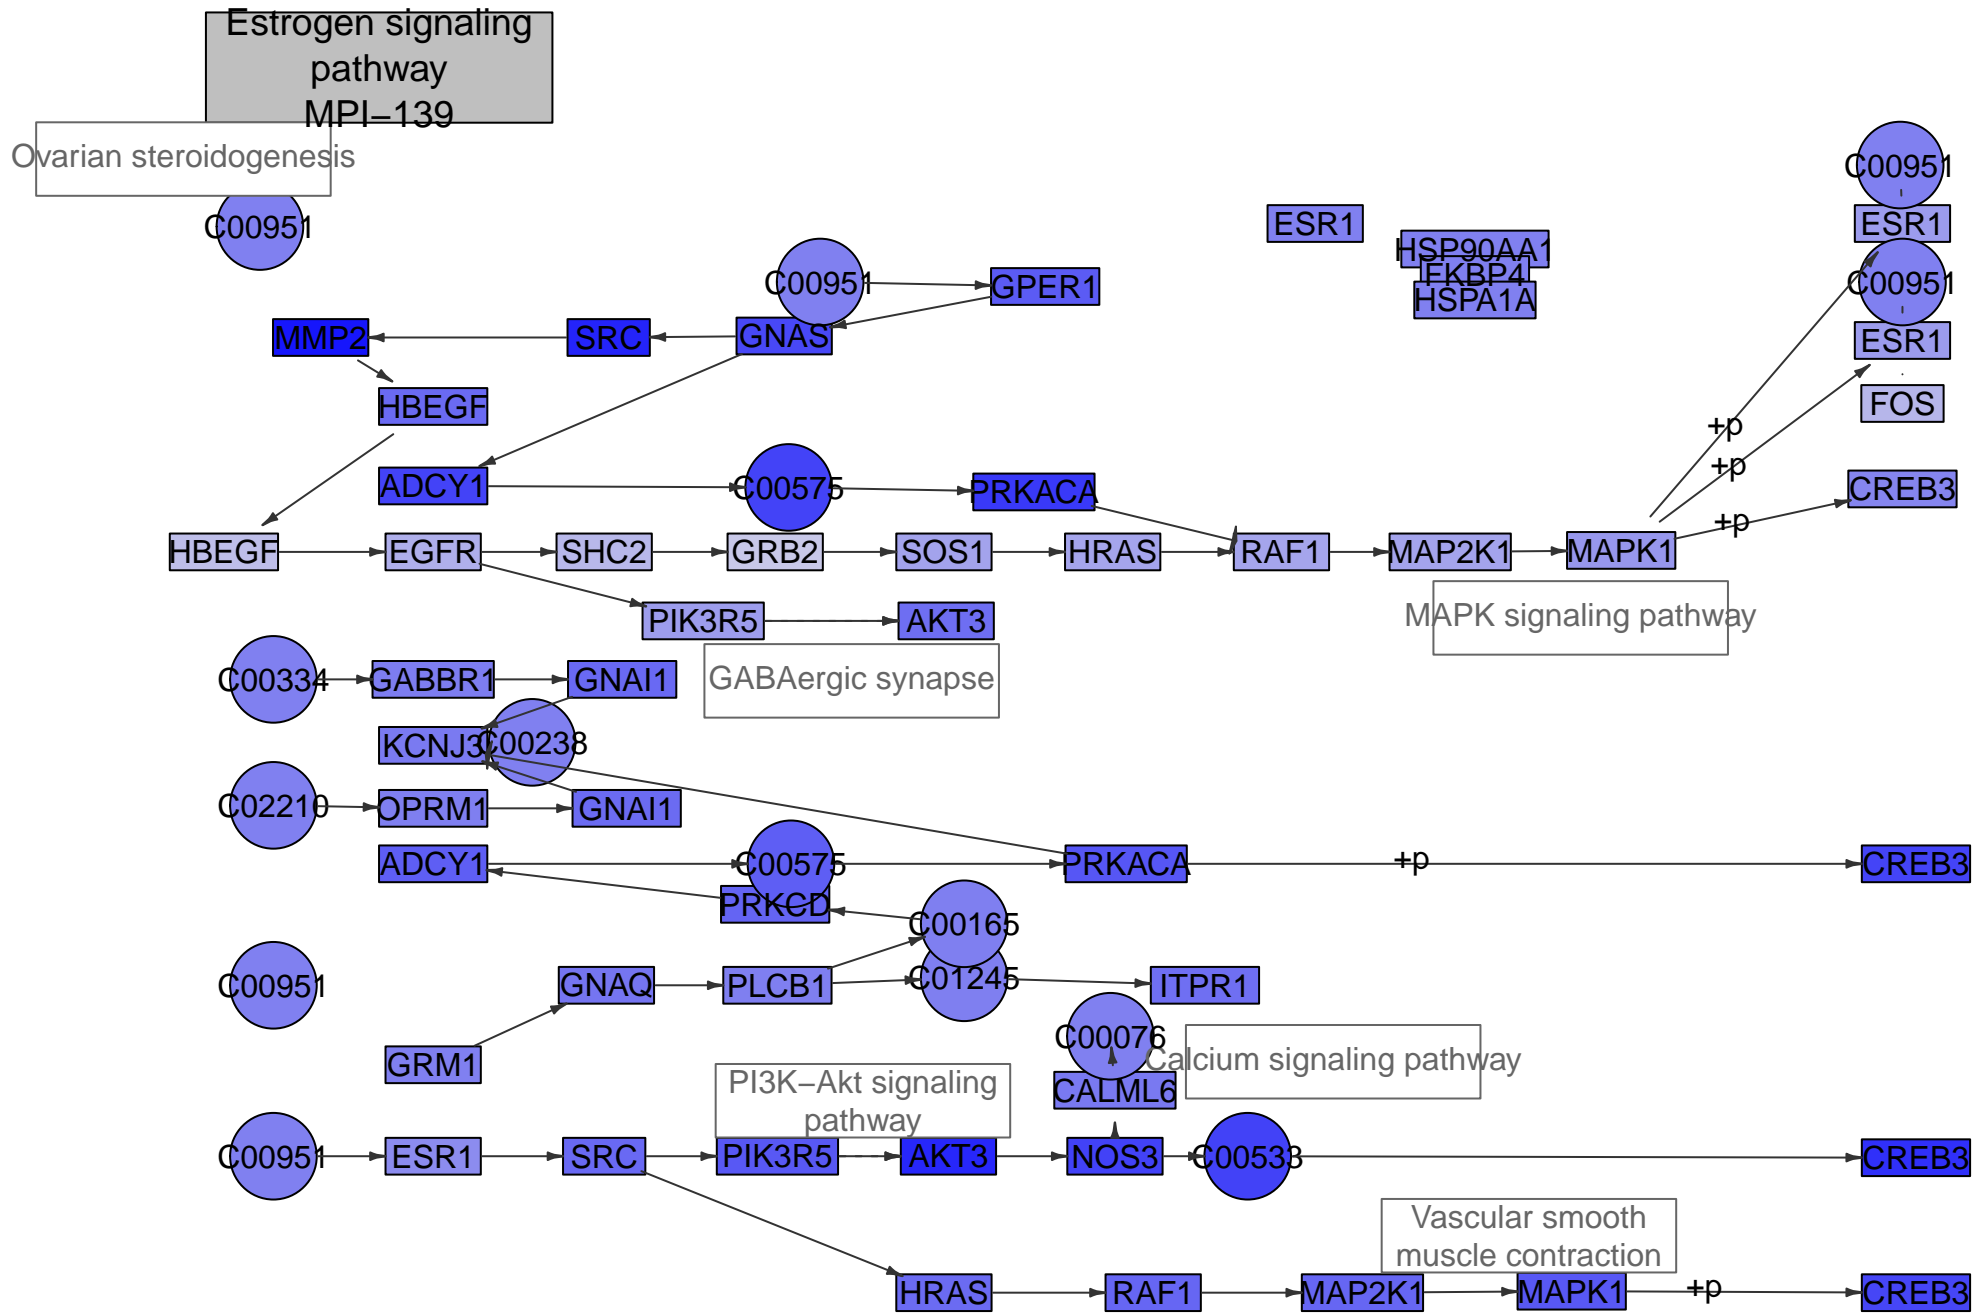 Estrogen signaling
pathway
MPI–139
Ovarian steroidogenesis
C00951
C00951
ESR1
ESR1
C00951
GPER1
HSP90AA1
FKBP4
HSPA1A
C00951
MMP2
SRC
GNAS
ESR1
HBEGF
FOS
+p
+p
ADCY1
C00575
PRKACA
CREB3
+p
HBEGF
EGFR
SHC2
GRB2
SOS1
HRAS
RAF1
MAP2K1
MAPK1
PIK3R5
AKT3
MAPK signaling pathway
C00334
GABBR1
GNAI1
GABAergic synapse
KCNJ3
C00238
C02210
OPRM1
GNAI1
ADCY1
C00575
PRKACA
+p
CREB3
PRKCD
C00165
C00951
GNAQ
PLCB1
C01245
ITPR1
C00076
Calcium signaling pathway
GRM1
PI3K–Akt signaling
pathway
CALML6
C00951
ESR1
SRC
PIK3R5
AKT3
NOS3
C00533
CREB3
Vascular smooth
muscle contraction
HRAS
RAF1
MAP2K1
MAPK1
+p
CREB3